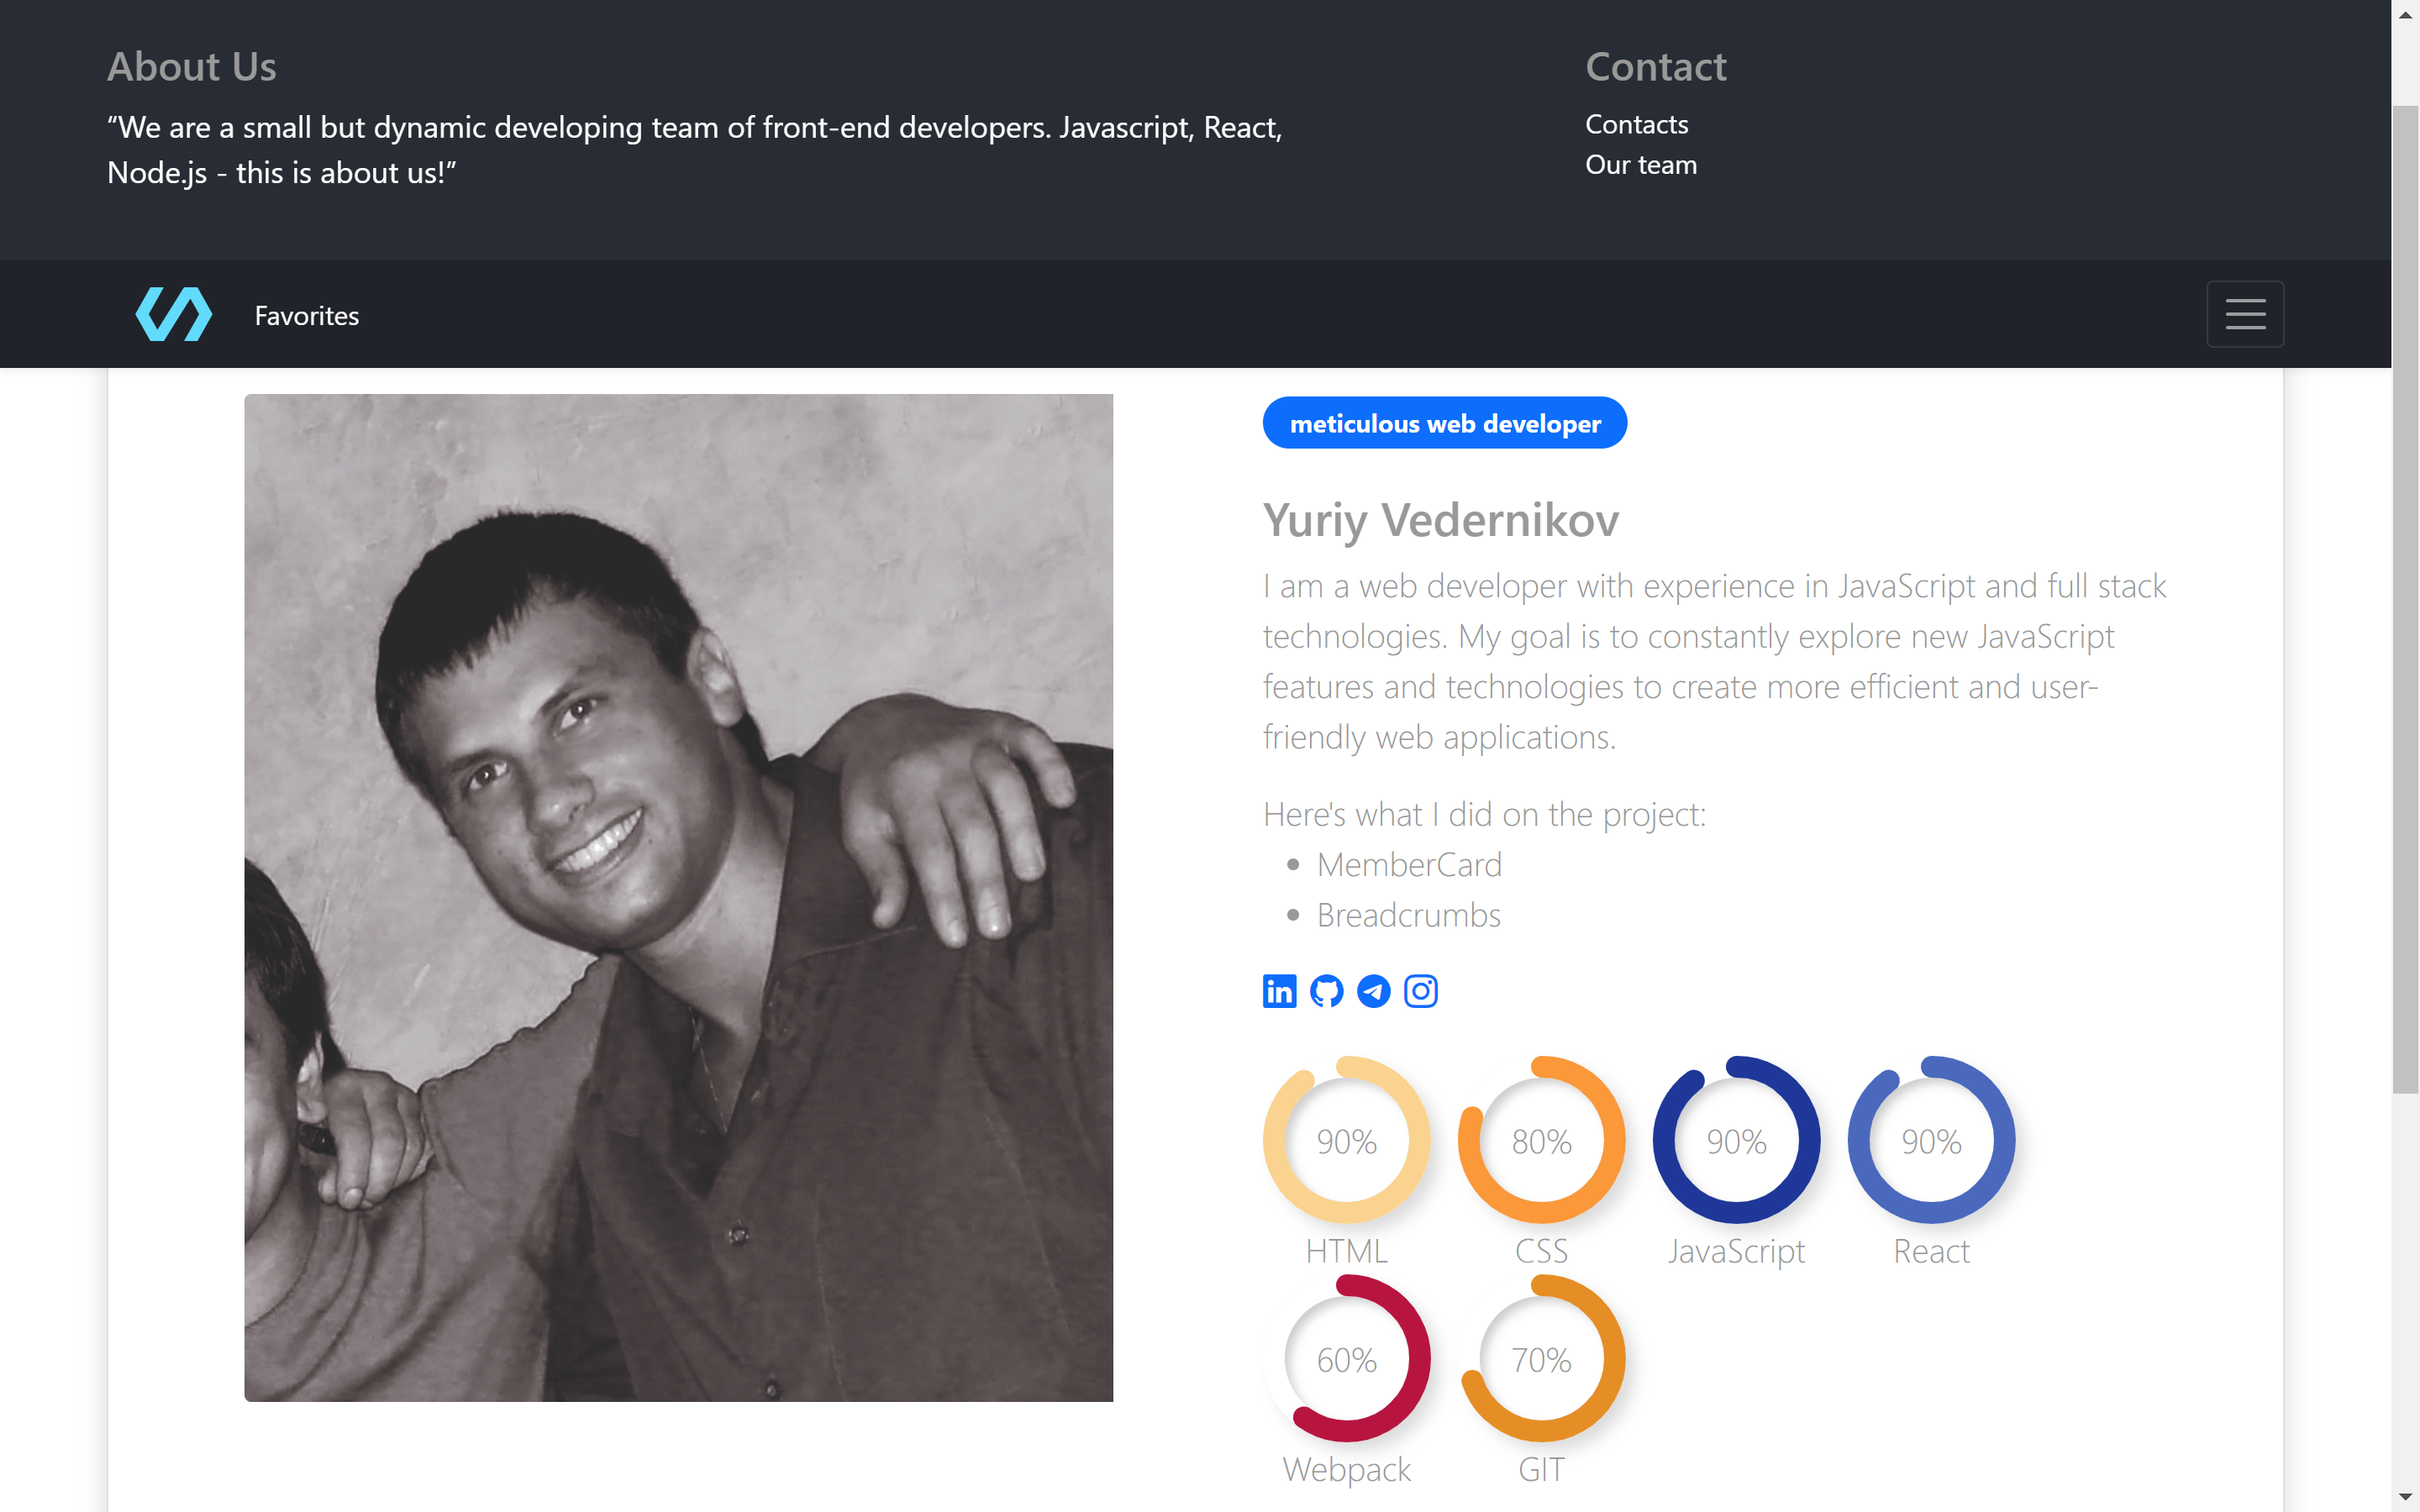 About Us
“We are a small but dynamic developing team of front-end developers. Javascript, React,
Node.js - this is about us!”
Contact
Contacts
Our team
Favorites
meticulous web developer
Yuriy Vedernikov
I am a web developer with experience in JavaScript and full stack
technologies. My goal is to constantly explore new JavaScript
features and technologies to create more efficient and user-
friendly web applications.
Here's what I did on the project:
• MemberCard
• Breadcrumbs
90% 80% 90% 90%
HTML CSS JavaScript React
60% 70%
Webpack GIT